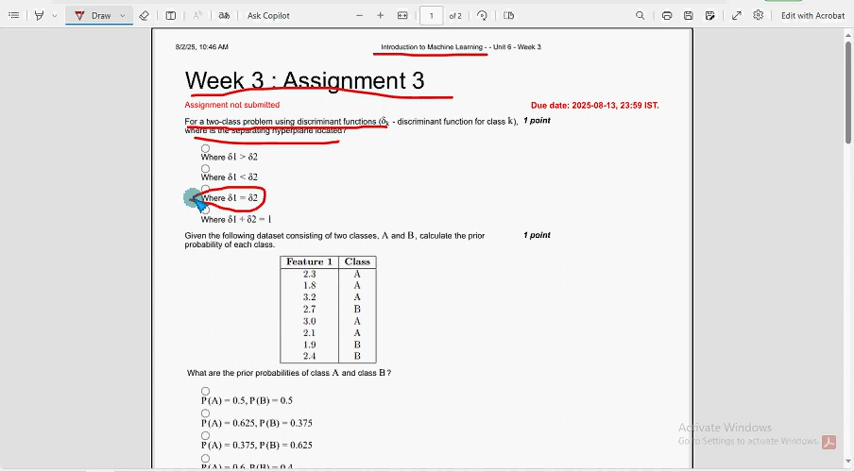 Draw
Ask Copilot
1 of 2
Edit with Acrobat
8/2/25, 10:46 AM
Introduction to Machine Learning - - Unit 6 - Week 3
Week 3 : Assignment 3
Assignment not submitted
Due date: 2025-08-13, 23:59 IST.
For a two-class problem using discriminant functions (δk - discriminant function for class k), 1 point
where is the separating hyperplane located?
Where δ1 > δ2
Where δ1 < δ2
Where δ1 = δ2
Where δ1 + δ2 = 1
Given the following dataset consisting of two classes, A and B, calculate the prior 1 point
probability of each class.
Feature 1 Class
2.3 A
1.8 A
3.2 A
2.7 B
3.0 A
2.1 A
1.9 B
2.4 B
What are the prior probabilities of class A and class B?
P(A) = 0.5, P(B) = 0.5
P(A) = 0.625, P(B) = 0.375
P(A) = 0.375, P(B) = 0.625
P(A) = 0.6, P(B) = 0.4
Activate Windows
Go to Settings to activate Windows.